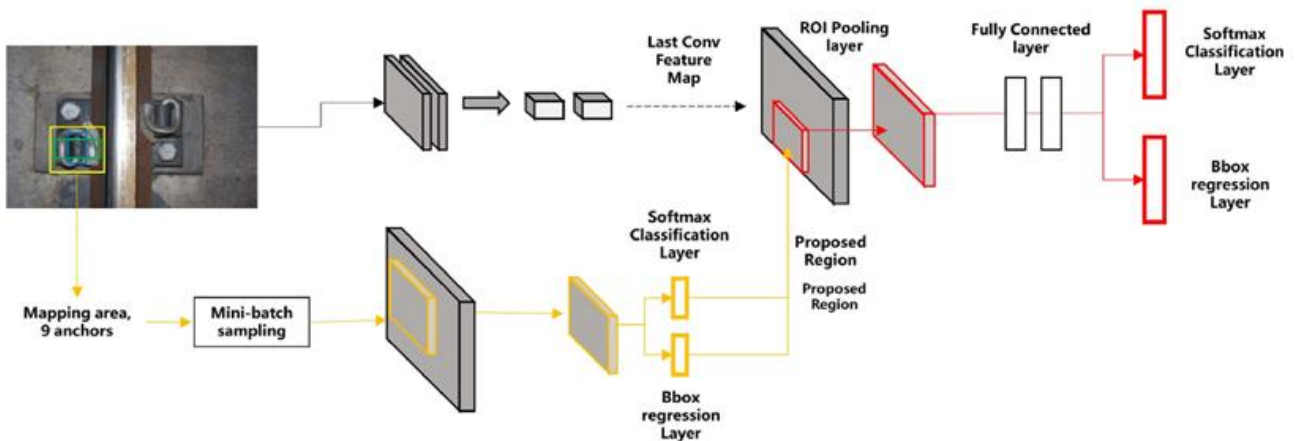 Last Conv
Feature
Map
ROI Pooling
layer
Fully Connected
layer
Softmax
Classification
Layer
Bbox
regression
Layer
Softmax
Classification
Layer
Proposed
Region
Proposed
Region
Mapping area,
9 anchors
Mini-batch
sampling
Bbox
regression
Layer